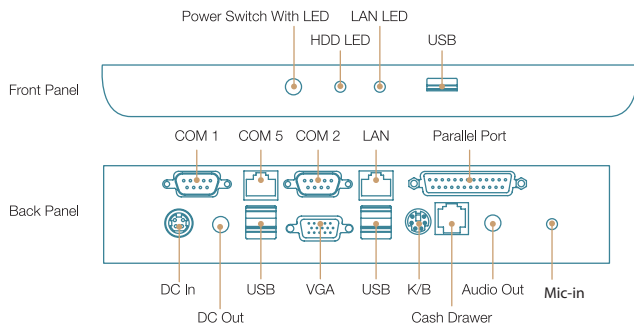 Power Switch With LED
LAN LED
HDD LED
USB
Front Panel
COM 1
COM 5
COM 2
LAN
Parallel Port
Back Panel
DC In
USB
VGA
USB
K/B
Audio Out
Mic-in
DC Out
Cash Drawer